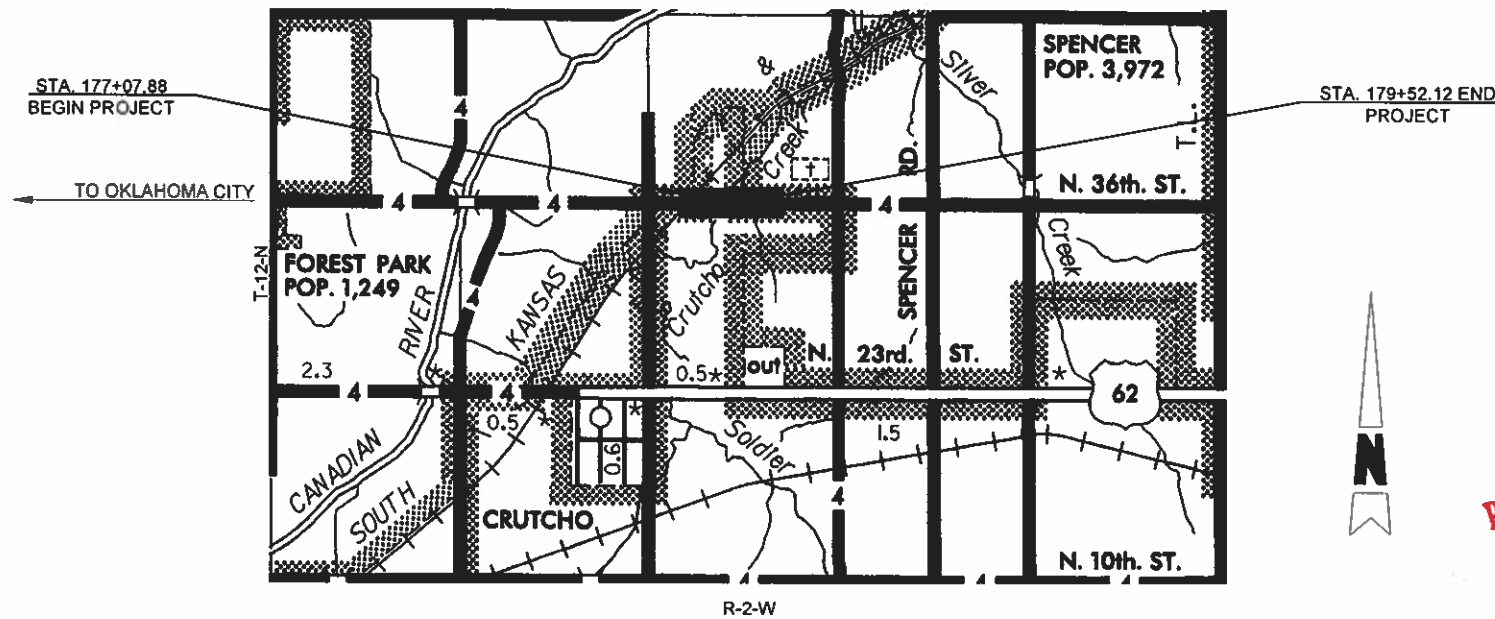 STA. 177+07.88
BEGIN PROJECT
TO OKLAHOMA CITY
T-12-N
SPENCER
POP. 3,972
STA. 179+52.12 END
PROJECT
&
Silver
Creek
RD.
T.L.
N. 36th. ST.
4
4
4
4
FOREST PARK
POP. 1,249
RIVER
4
KANSAS
Crutcho
SPENCER
Creek
2.3
4
4
0.5*
out
N. 23rd. ST.
62
0.5
0.6
Soldier
1.5
CANADIAN
SOUTH
CRUTCHO
4
N. 10th. ST.
4
4
4
R-2-W
N